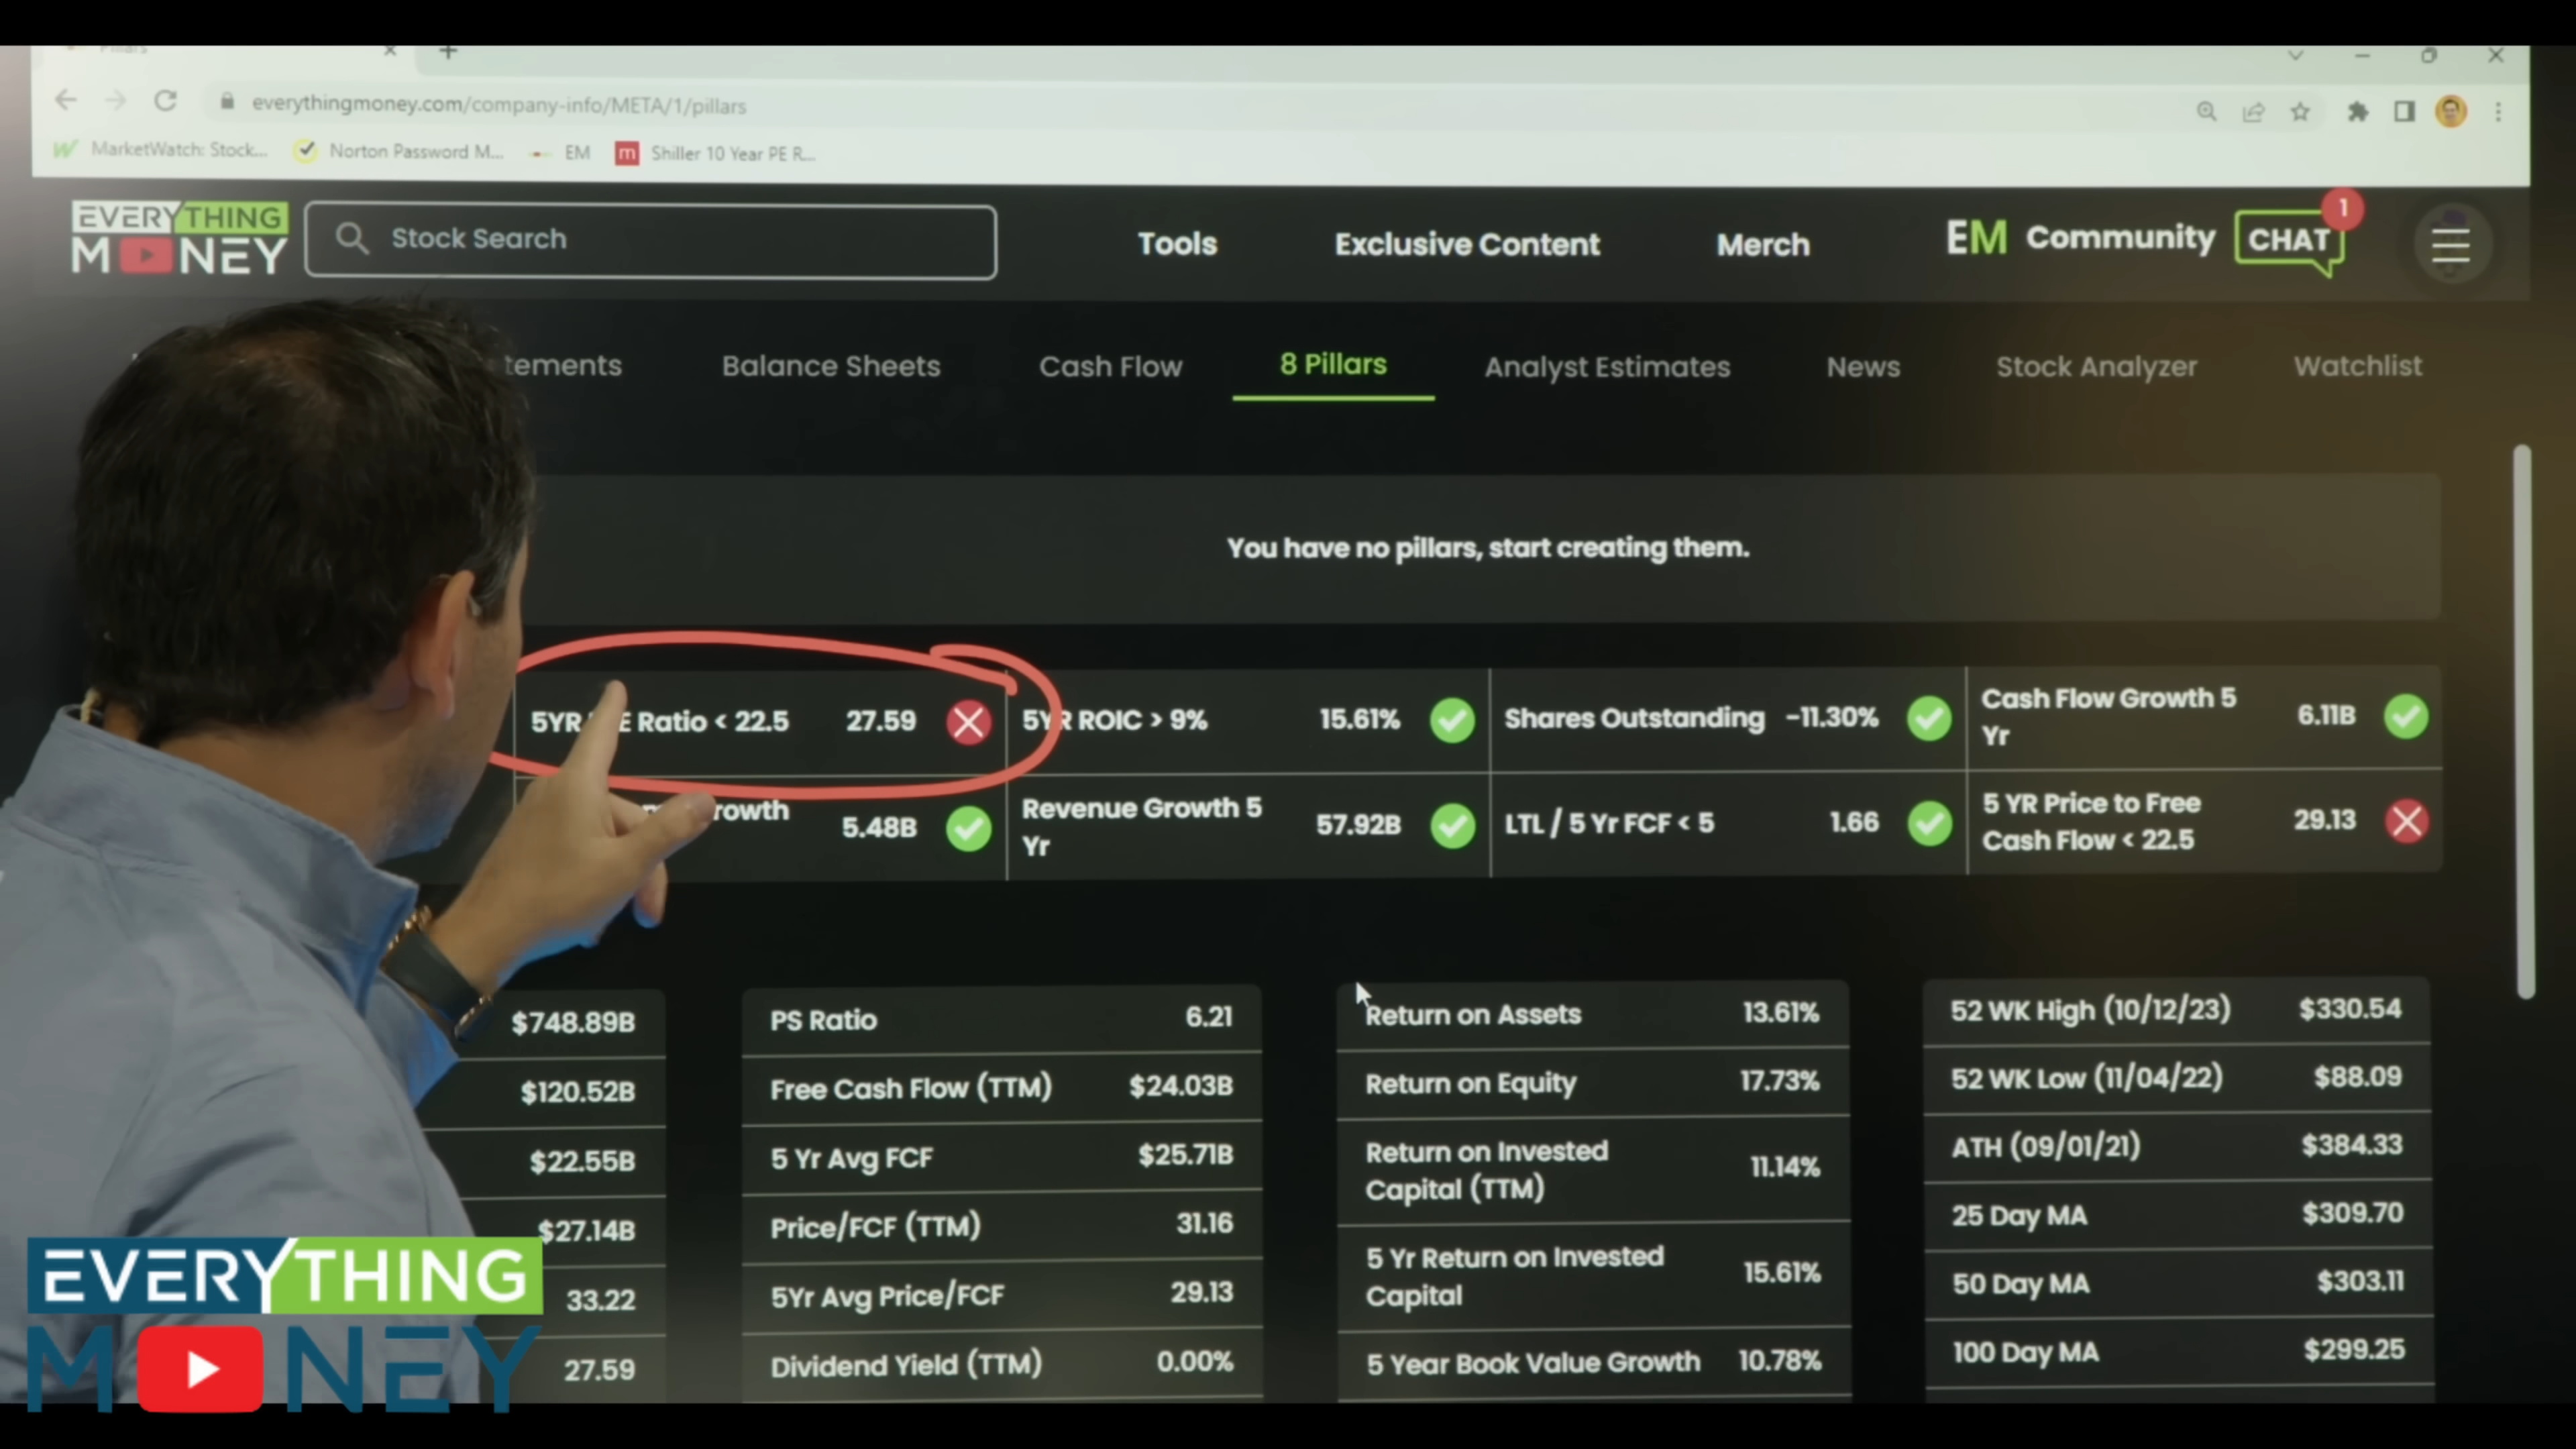 Pillars
everythingmoney.com/company-info/META/1/pillars
MarketWatch: Stock...
Norton Password M...
EM
Shiller 10 Year PE R...
EVERYTHING
MONEY
Stock Search
Tools
Exclusive Content
Merch
EM Community
CHAT
1
tements
Balance Sheets
Cash Flow
8 Pillars
Analyst Estimates
News
Stock Analyzer
Watchlist
You have no pillars, start creating them.
5YR E Ratio < 22.5 27.59
5YR ROIC > 9% 15.61%
Shares Outstanding -11.30%
Cash Flow Growth 5
Yr
6.11B
rowth
5.48B
Revenue Growth 5
Yr
57.92B
LTL / 5 Yr FCF < 5 1.66
5 YR Price to Free
Cash Flow < 22.5
29.13
$748.89B
$120.52B
$22.55B
$27.14B
33.22
27.59
PS Ratio 6.21
Free Cash Flow (TTM) $24.03B
5 Yr Avg FCF $25.71B
Price/FCF (TTM) 31.16
5Yr Avg Price/FCF 29.13
Dividend Yield (TTM) 0.00%
Return on Assets 13.61%
Return on Equity 17.73%
Return on Invested
Capital (TTM)
11.14%
5 Yr Return on Invested
Capital
15.61%
5 Year Book Value Growth 10.78%
52 WK High (10/12/23) $330.54
52 WK Low (11/04/22) $88.09
ATH (09/01/21) $384.33
25 Day MA $309.70
50 Day MA $303.11
100 Day MA $299.25
EVERYTHING
MONEY